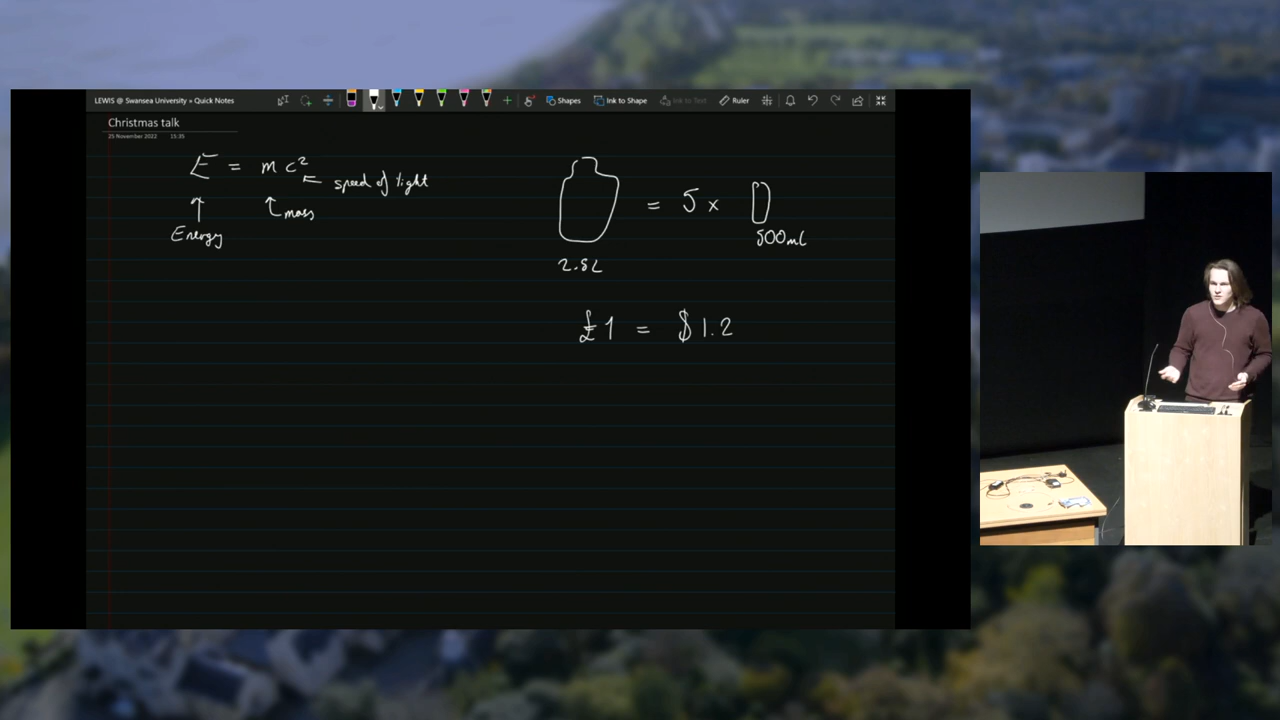 LEWIS @ Swansea University » Quick Notes
Shapes
Ink to Shape
Ink to Text
Ruler
Christmas talk
25 November 2022 15:35
E = mc²
speed of light
mass
Energy
= 5 ×
500ml
2.5L
£1 = $1.2